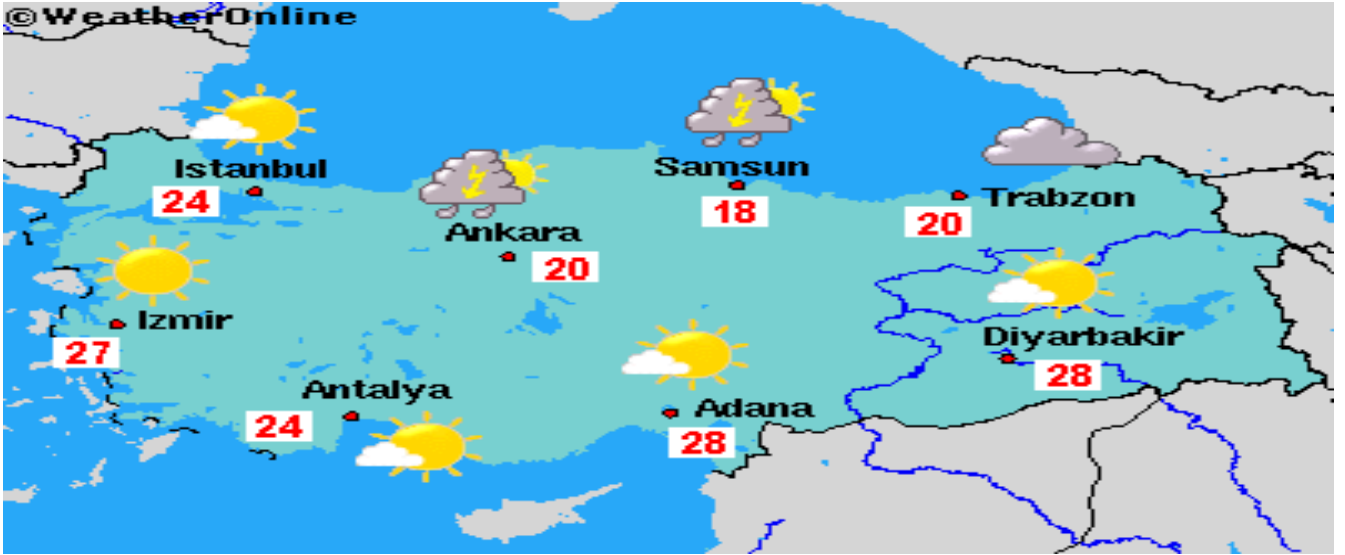 ©WeatherOnline
Istanbul
24
Samsun
18
Trabzon
20
Ankara
20
Izmir
27
Diyarbakir
28
Antalya
24
Adana
28